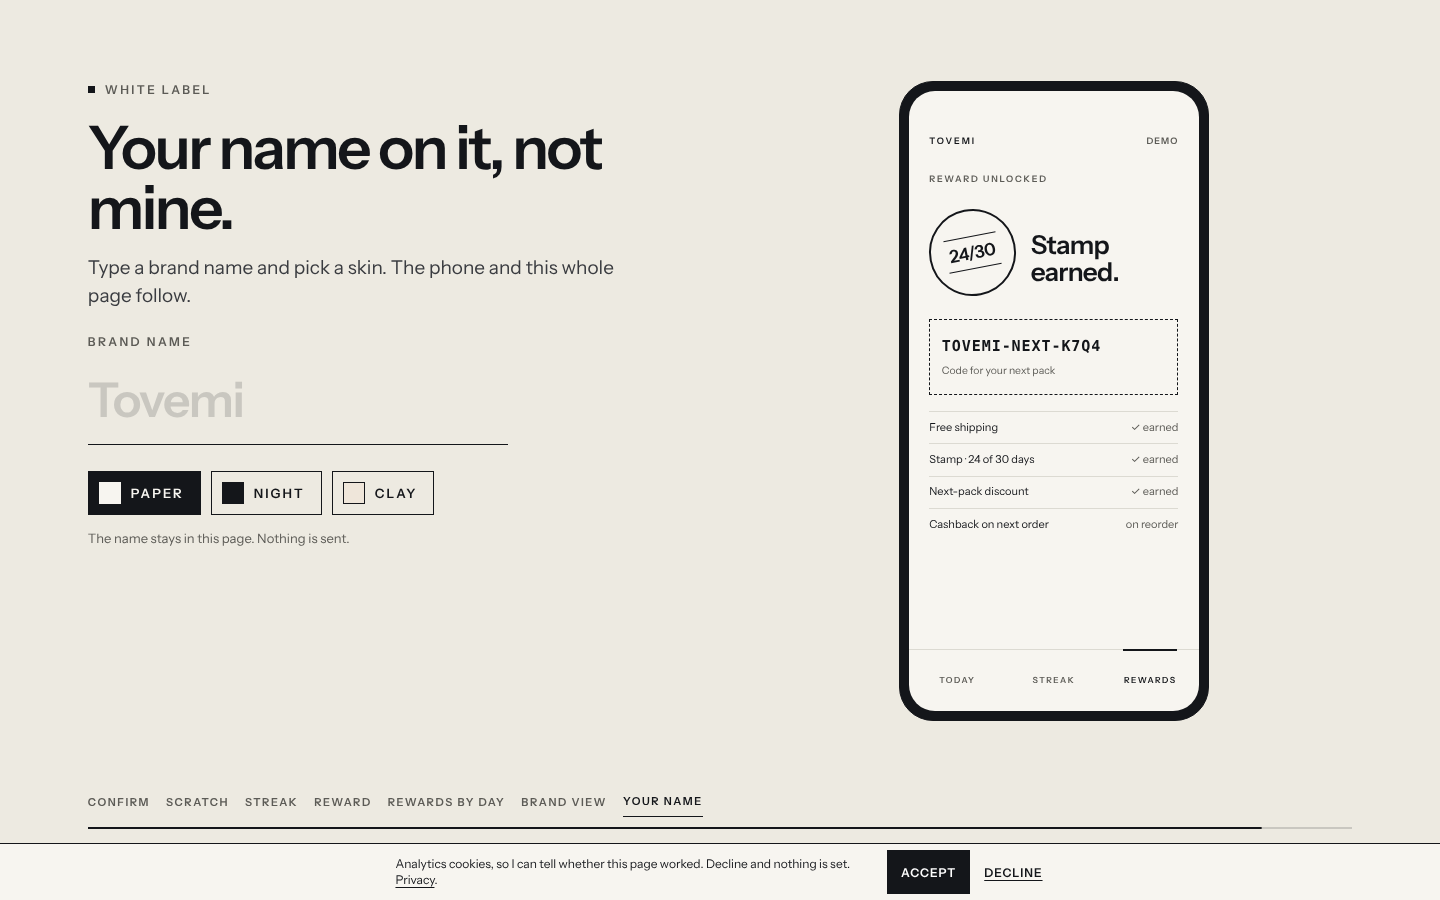 WHITE LABEL
Your name on it, not
mine.
Type a brand name and pick a skin. The phone and this whole
page follow.
BRAND NAME
Tovemi
PAPER
NIGHT
CLAY
The name stays in this page. Nothing is sent.
TOVEMI
DEMO
REWARD UNLOCKED
24/30
Stamp
earned.
TOVEMI-NEXT-K7Q4
Code for your next pack
Free shipping ✓ earned
Stamp · 24 of 30 days ✓ earned
Next-pack discount ✓ earned
Cashback on next order on reorder
TODAY STREAK REWARDS
CONFIRM SCRATCH STREAK REWARD REWARDS BY DAY BRAND VIEW YOUR NAME
Analytics cookies, so I can tell whether this page worked. Decline and nothing is set.
Privacy.
ACCEPT
DECLINE